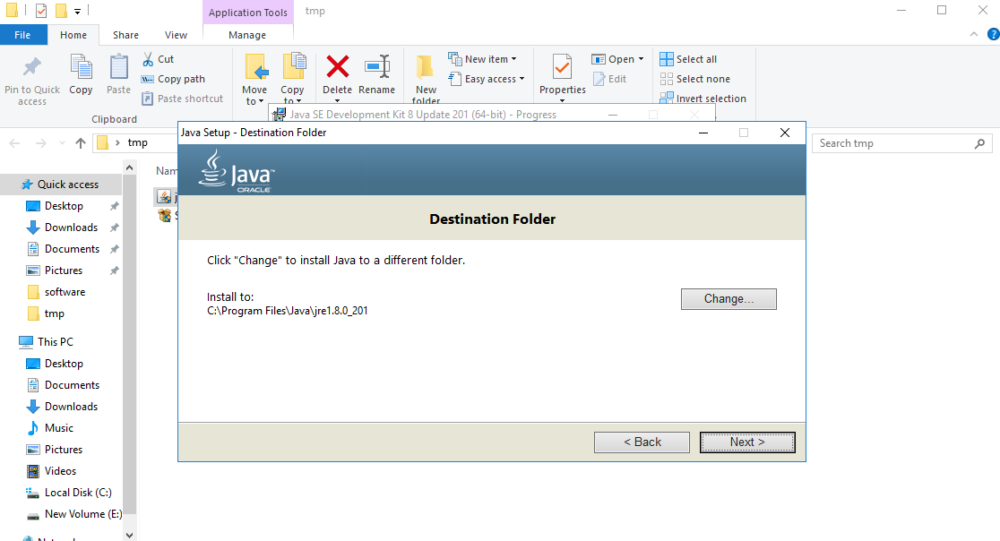 Application Tools
tmp
File
Home
Share
View
Manage
Pin to Quick access
Copy
Paste
Cut
Copy path
Paste shortcut
Clipboard
Move to
Copy to
Delete
Rename
New folder
New item
Easy access
Properties
Open
Edit
Select all
Select none
Invert selection
Java SE Development Kit 8 Update 201 (64-bit) - Progress
tmp
Search tmp
Java Setup - Destination Folder
Java™
ORACLE
Destination Folder
Click "Change" to install Java to a different folder.
Install to:
C:\Program Files\Java\jre1.8.0_201
Change...
< Back
Next >
Quick access
Desktop
Downloads
Documents
Pictures
software
tmp
This PC
Desktop
Documents
Downloads
Music
Pictures
Videos
Local Disk (C:)
New Volume (E:)